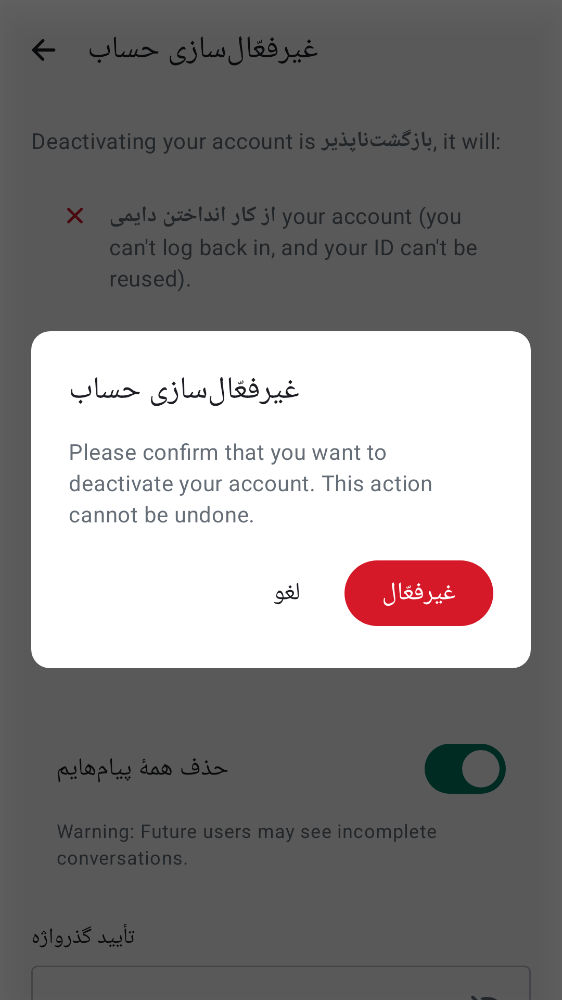 غیرفعّال‌سازی حساب
Deactivating your account is بازگشت‌ناپذیر, it will:
از کار انداختن دایمی your account (you
can't log back in, and your ID can't be
reused).
غیرفعّال‌سازی حساب
Please confirm that you want to
deactivate your account. This action
cannot be undone.
لغو
غیرفعّال
حذف همهٔ پیام‌هایم
Warning: Future users may see incomplete
conversations.
تأیید گذرواژه